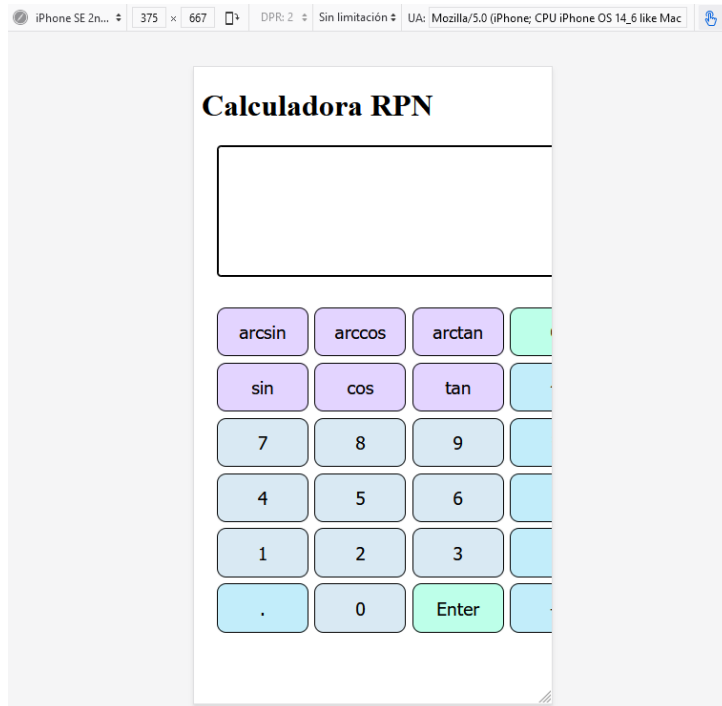 iPhone SE 2n... 375 × 667 DPR: 2 Sin limitación UA: Mozilla/5.0 (iPhone; CPU iPhone OS 14_6 like Mac
Calculadora RPN
arcsin arccos arctan
sin cos tan
7 8 9
4 5 6
1 2 3
. 0 Enter